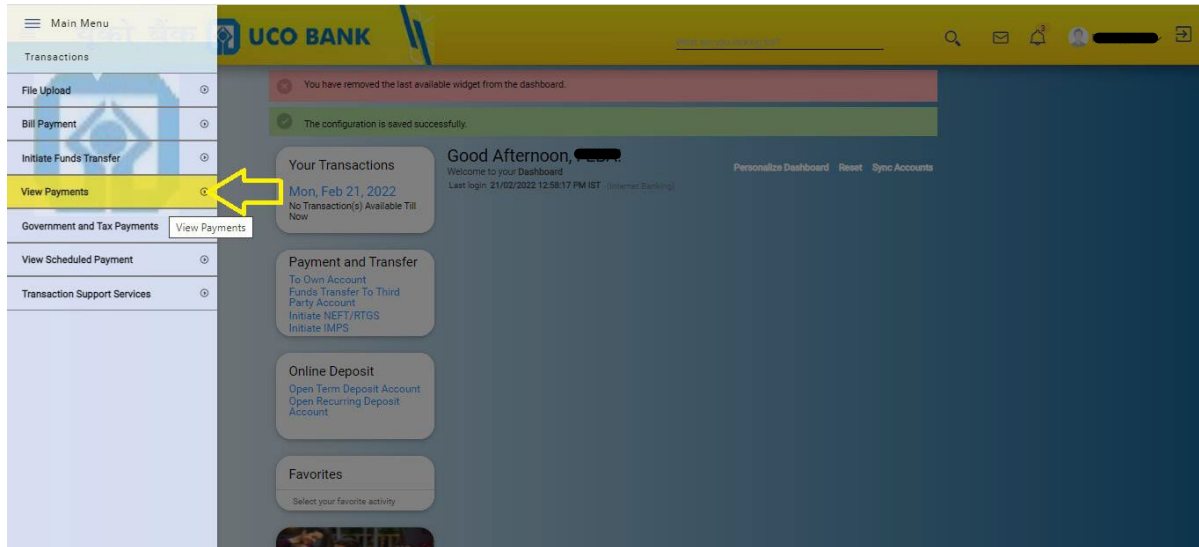 Main Menu
यूको बैंक UCO BANK
3
Transactions
You have removed the last available widget from the dashboard.
File Upload
The configuration is saved successfully.
Bill Payment
Initiate Funds Transfer
View Payments
View Payments
Government and Tax Payments
View Scheduled Payment
Transaction Support Services
Your Transactions
Mon, Feb 21, 2022
No Transaction(s) Available Till
Now
Good Afternoon,
Welcome to your Dashboard
Last login 21/02/2022 12:58:17 PM IST (Internet Banking)
Personalize Dashboard Reset Sync Accounts
Payment and Transfer
To Own Account
Funds Transfer To Third
Party Account
Initiate NEFT/RTGS
Initiate IMPS
Online Deposit
Open Term Deposit Account
Open Recurring Deposit
Account
Favorites
Select your favorite activity